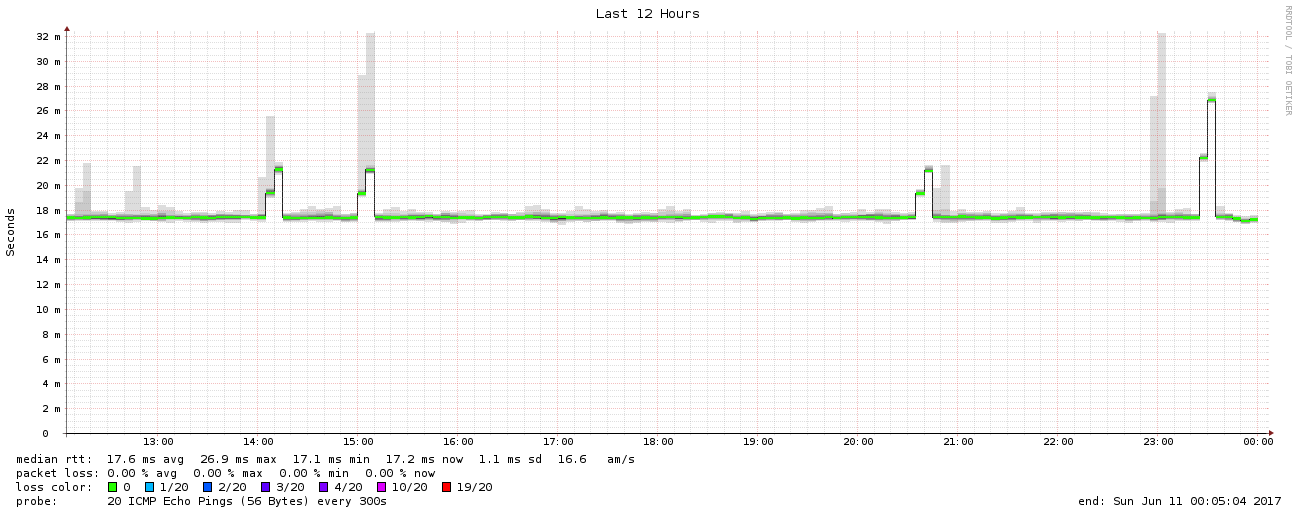 Last 12 Hours
RRDTOOL / TOBI OETIKER
Seconds
32 m
30 m
28 m
26 m
24 m
22 m
20 m
18 m
16 m
14 m
12 m
10 m
8 m
6 m
4 m
2 m
0
13:00 14:00 15:00 16:00 17:00 18:00 19:00 20:00 21:00 22:00 23:00 00:00
median rtt: 17.6 ms avg 26.9 ms max 17.1 ms min 17.2 ms now 1.1 ms sd 16.6 am/s
packet loss: 0.00 % avg 0.00 % max 0.00 % min 0.00 % now
loss color: 0 1/20 2/20 3/20 4/20 10/20 19/20
probe: 20 ICMP Echo Pings (56 Bytes) every 300s end: Sun Jun 11 00:05:04 2017